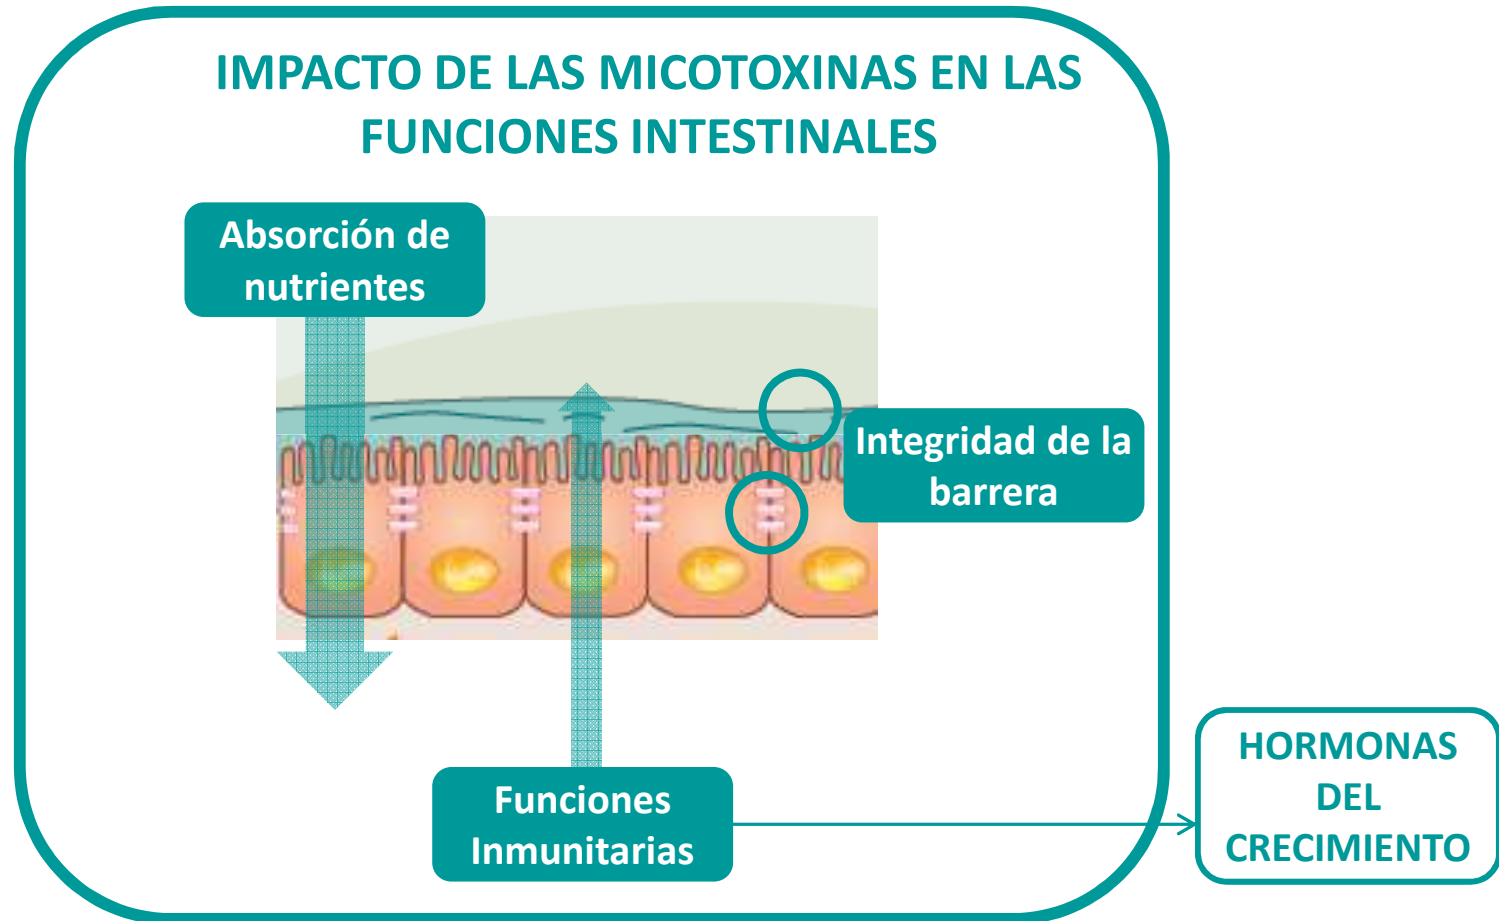 IMPACTO DE LAS MICOTOXINAS EN LAS
FUNCIONES INTESTINALES
Absorción de
nutrientes
Integridad de la
barrera
Funciones
Inmunitarias
HORMONAS
DEL
CRECIMIENTO